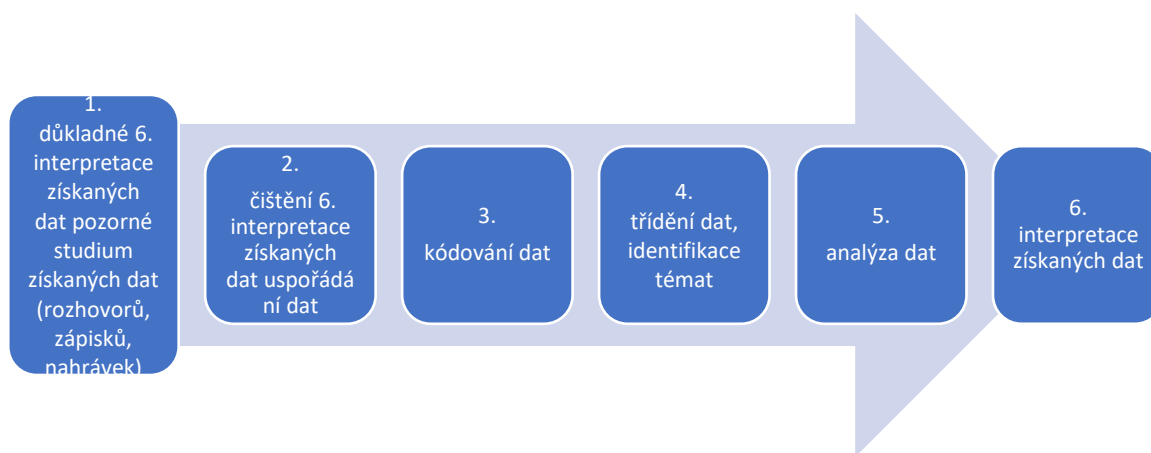 1.
důkladné 6.
interpretace
získaných
dat pozorné
studium
získaných dat
(rozhovorů,
zápisků,
nahrávek)
2.
čištění 6.
interpretace
získaných
dat uspořádá
ní dat
3.
kódování dat
4.
třídění dat,
identifikace
témat
5.
analýza dat
6.
interpretace
získaných dat